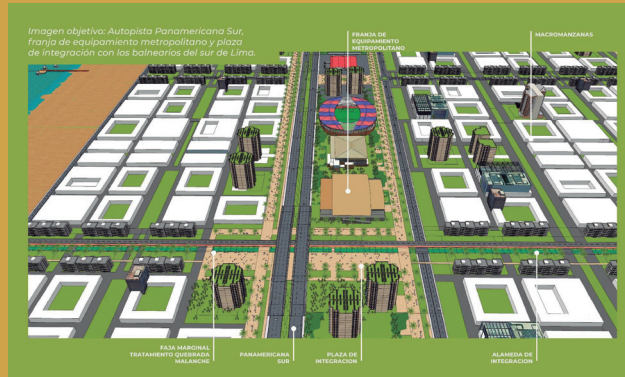 Imagen objetivo: Autopista Panamericana Sur,
franja de equipamiento metropolitano y plaza
de integración con los balnearios del sur de Lima.
FRANJA DE
EQUIPAMIENTO
METROPOLITANO
MACROMANZANAS
FAJA MARGINAL
TRATAMIENTO QUEBRADA
MALANCHE
PANAMERICANA
SUR
PLAZA DE
INTEGRACION
ALAMEDA DE
INTEGRACION